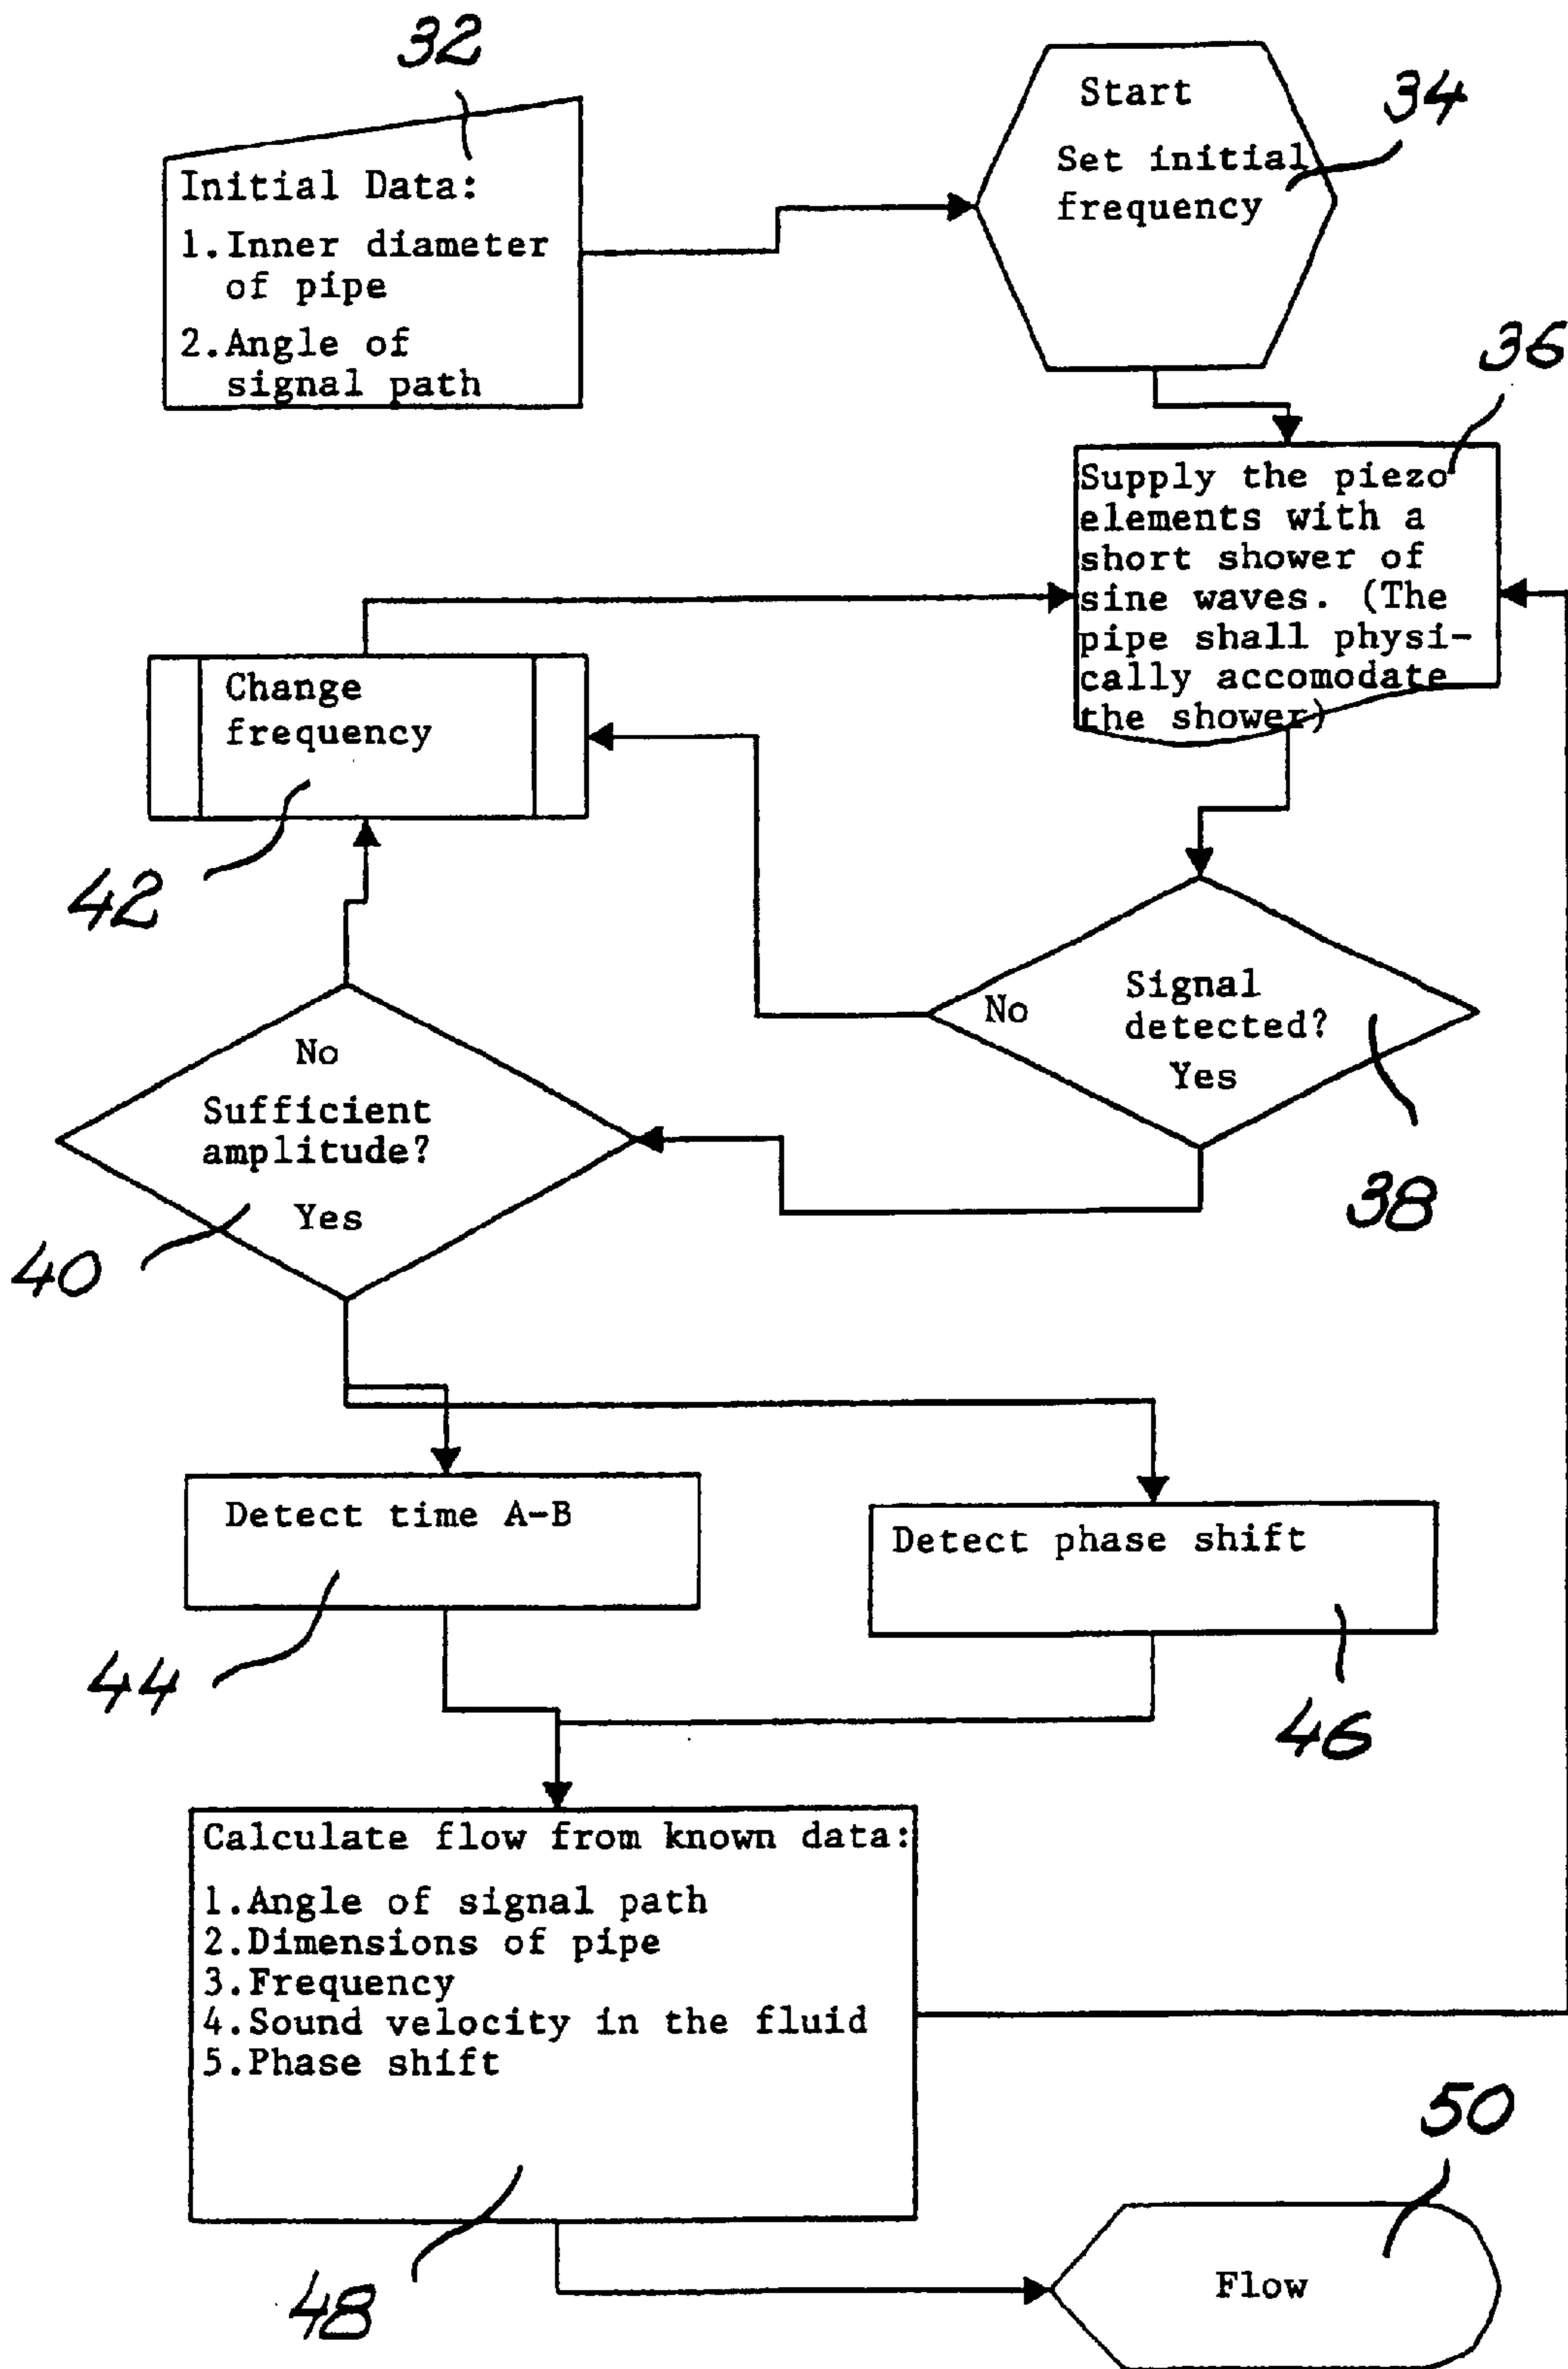 32
Initial Data:
1.Inner diameter
of pipe
2.Angle of
signal path
Start
Set initial
frequency
34
36
Supply the piezo
elements with a
short shower of
sine waves. (The
pipe shall physi-
cally accomodate
the shower)
Change
frequency
42
No
Signal
detected?
Yes
38
No
Sufficient
amplitude?
Yes
40
Detect time A-B
44
Detect phase shift
46
Calculate flow from known data:
1.Angle of signal path
2.Dimensions of pipe
3.Frequency
4.Sound velocity in the fluid
5.Phase shift
48
50
Flow